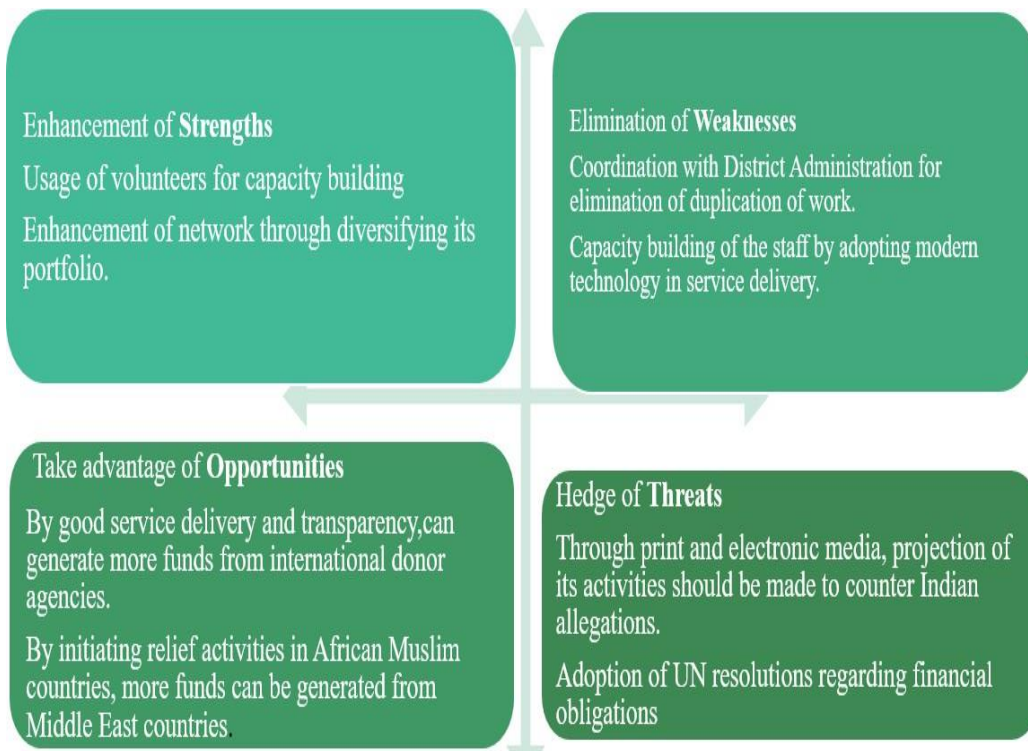 Enhancement of Strengths
Usage of volunteers for capacity building
Enhancement of network through diversifying its
portfolio.
Elimination of Weaknesses
Coordination with District Administration for
elimination of duplication of work.
Capacity building of the staff by adopting modern
technology in service delivery.
Take advantage of Opportunities
By good service delivery and transparency,can
generate more funds from international donor
agencies.
By initiating relief activities in African Muslim
countries, more funds can be generated from
Middle East countries.
Hedge of Threats
Through print and electronic media, projection of
its activities should be made to counter Indian
allegations.
Adoption of UN resolutions regarding financial
obligations